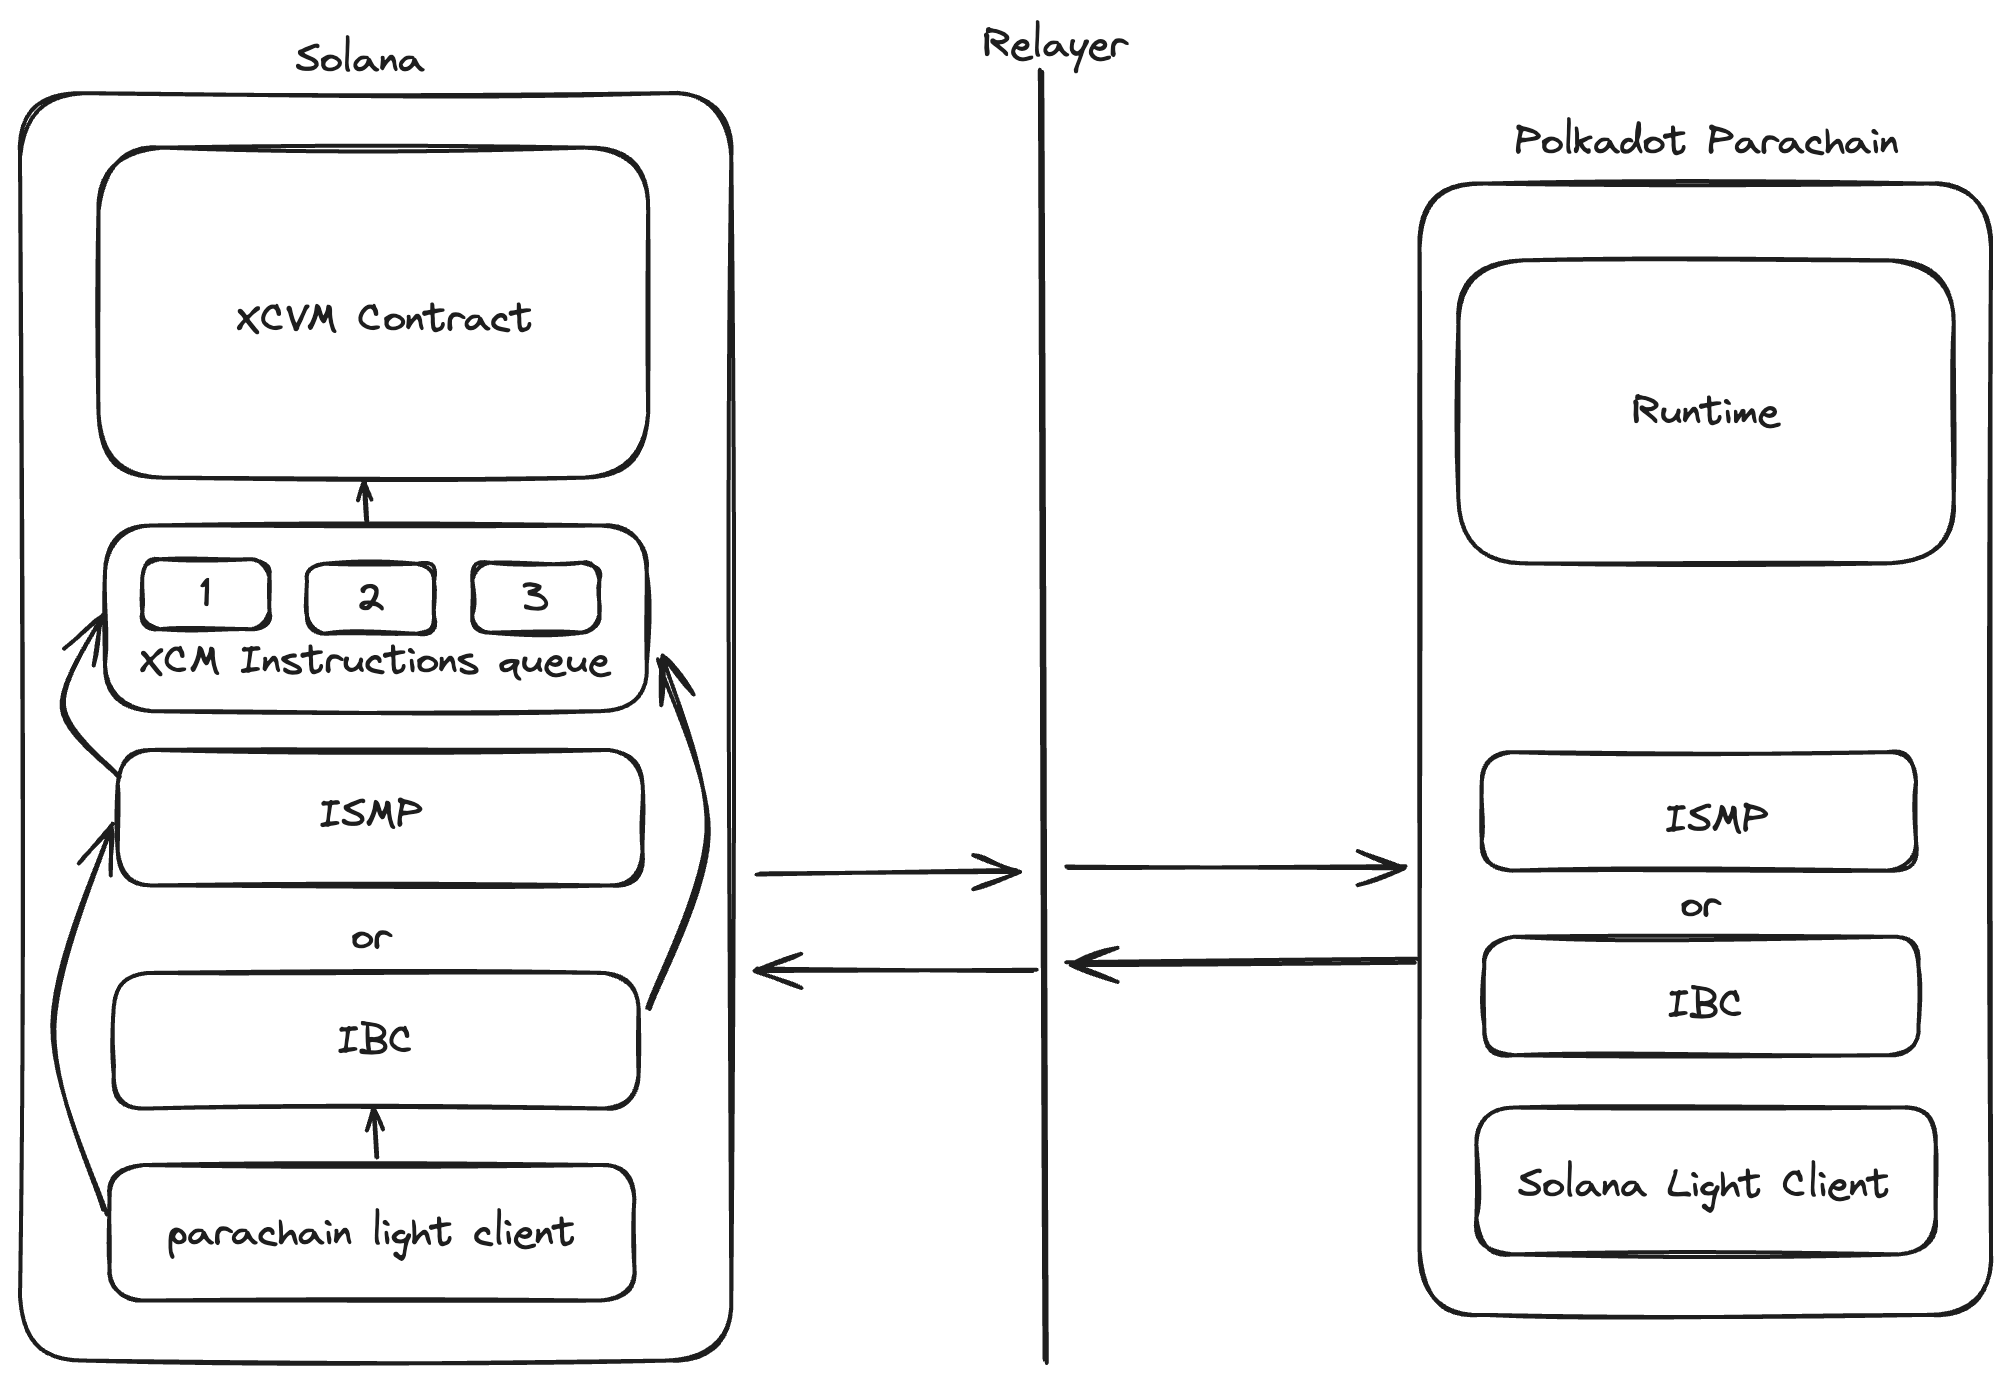 Solana
XCVM Contract
1
2
3
XCM Instructions queue
ISMP
or
IBC
parachain light client
Relayer
Polkadot Parachain
Runtime
ISMP
or
IBC
Solana Light Client